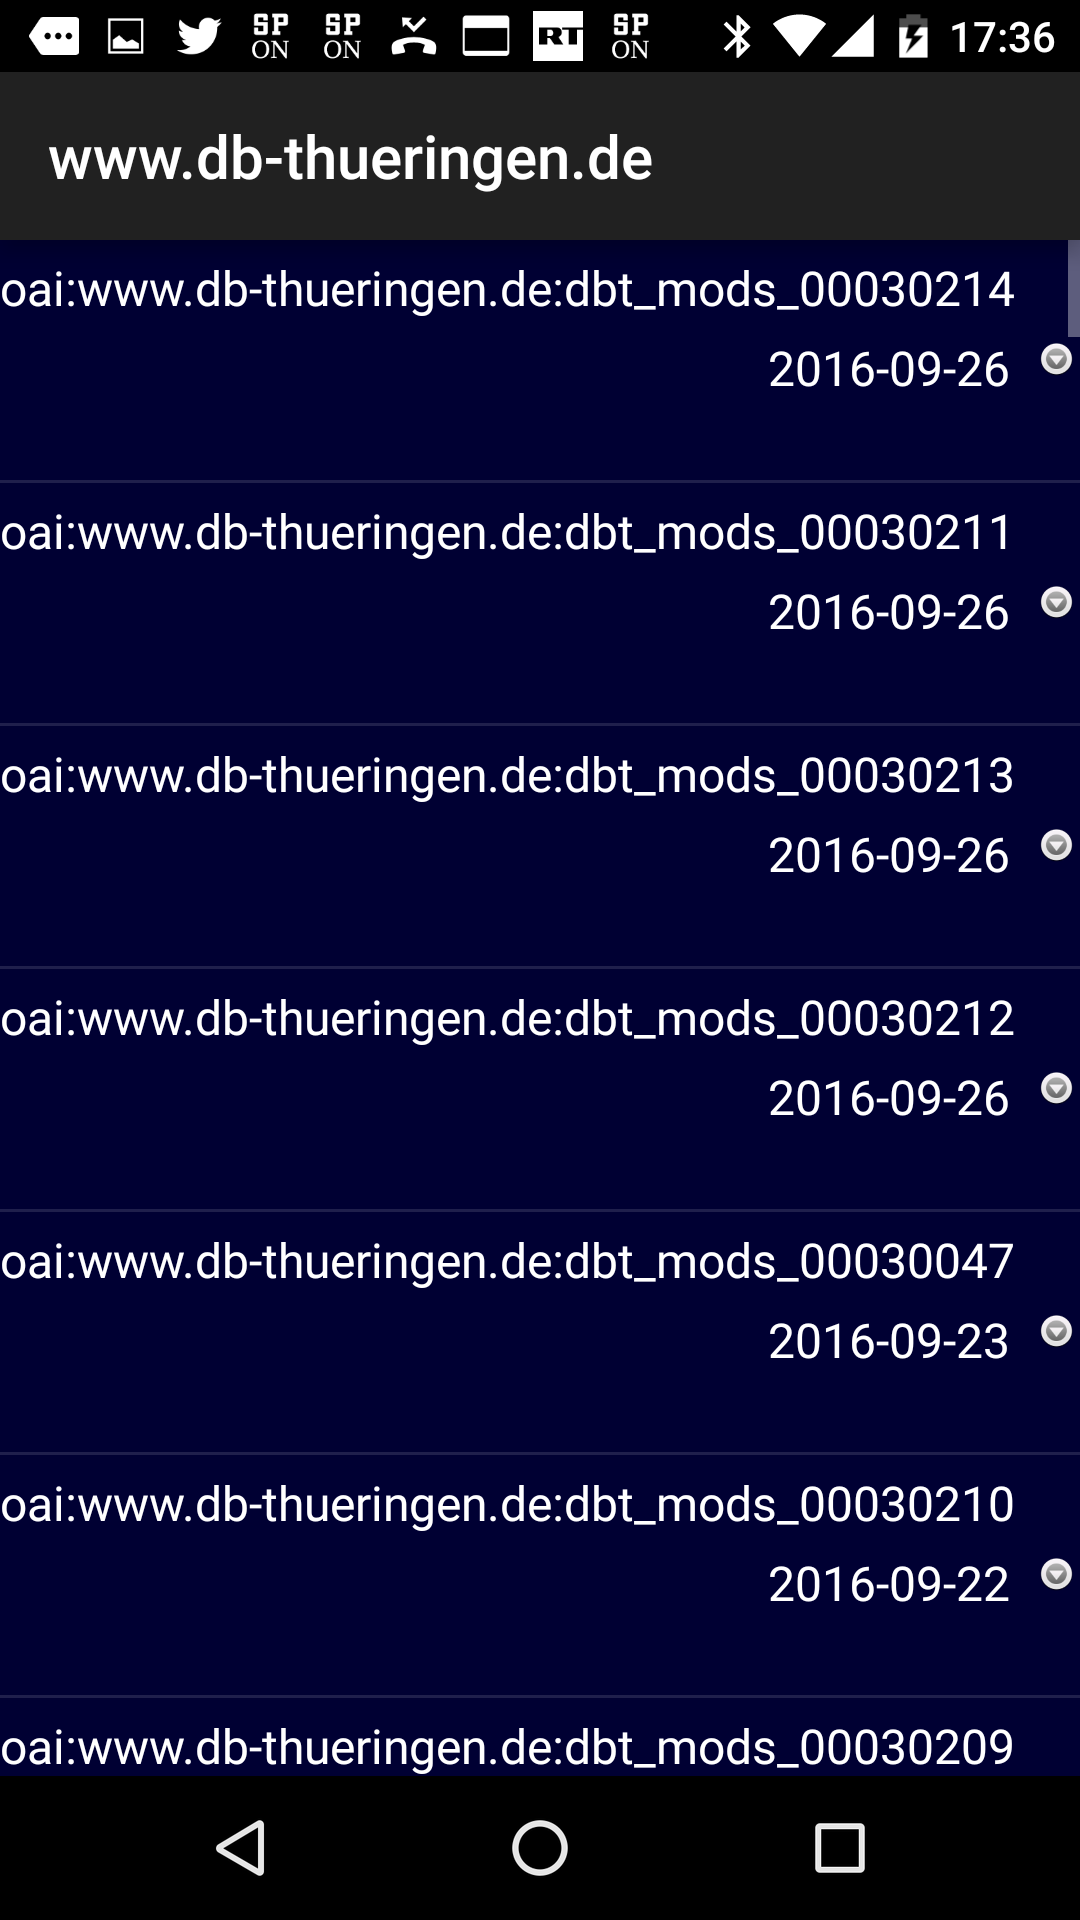 SP
ON
SP
ON
RT
SP
ON
17:36
www.db-thueringen.de
oai:www.db-thueringen.de:dbt_mods_00030214
2016-09-26
oai:www.db-thueringen.de:dbt_mods_00030211
2016-09-26
oai:www.db-thueringen.de:dbt_mods_00030213
2016-09-26
oai:www.db-thueringen.de:dbt_mods_00030212
2016-09-26
oai:www.db-thueringen.de:dbt_mods_00030047
2016-09-23
oai:www.db-thueringen.de:dbt_mods_00030210
2016-09-22
oai:www.db-thueringen.de:dbt_mods_00030209